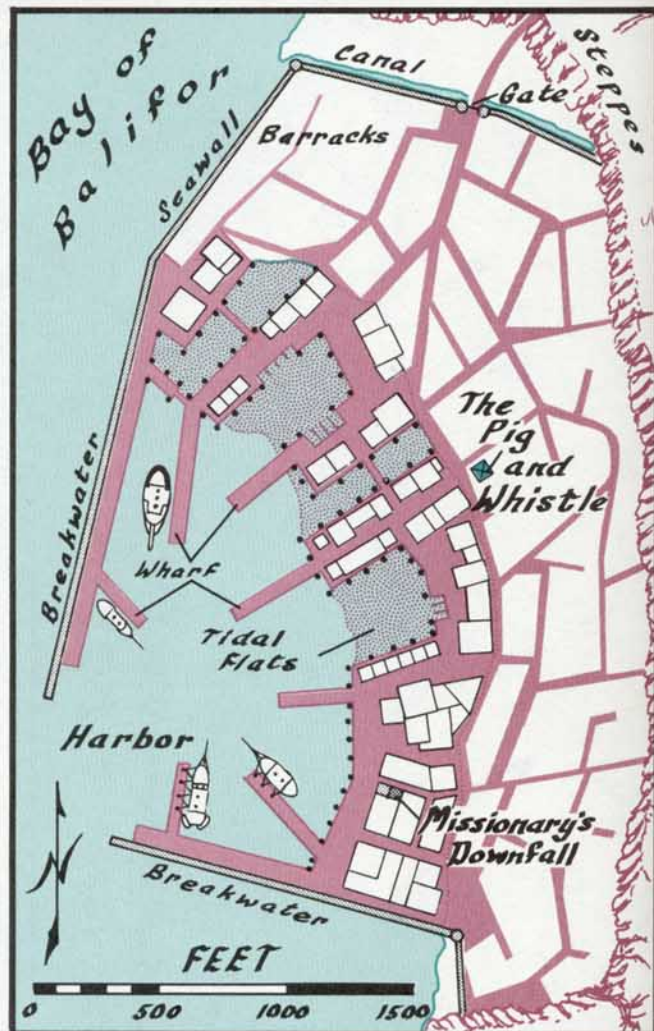 Bay of
Balifor
Canal
Steppes
Gate
Barracks
Seawall
The
Pig
and
Whistle
Breakwater
Wharf
Tidal
Flats
Harbor
Missionary's
Downfall
Breakwater
N
FEET
0 500 1000 1500